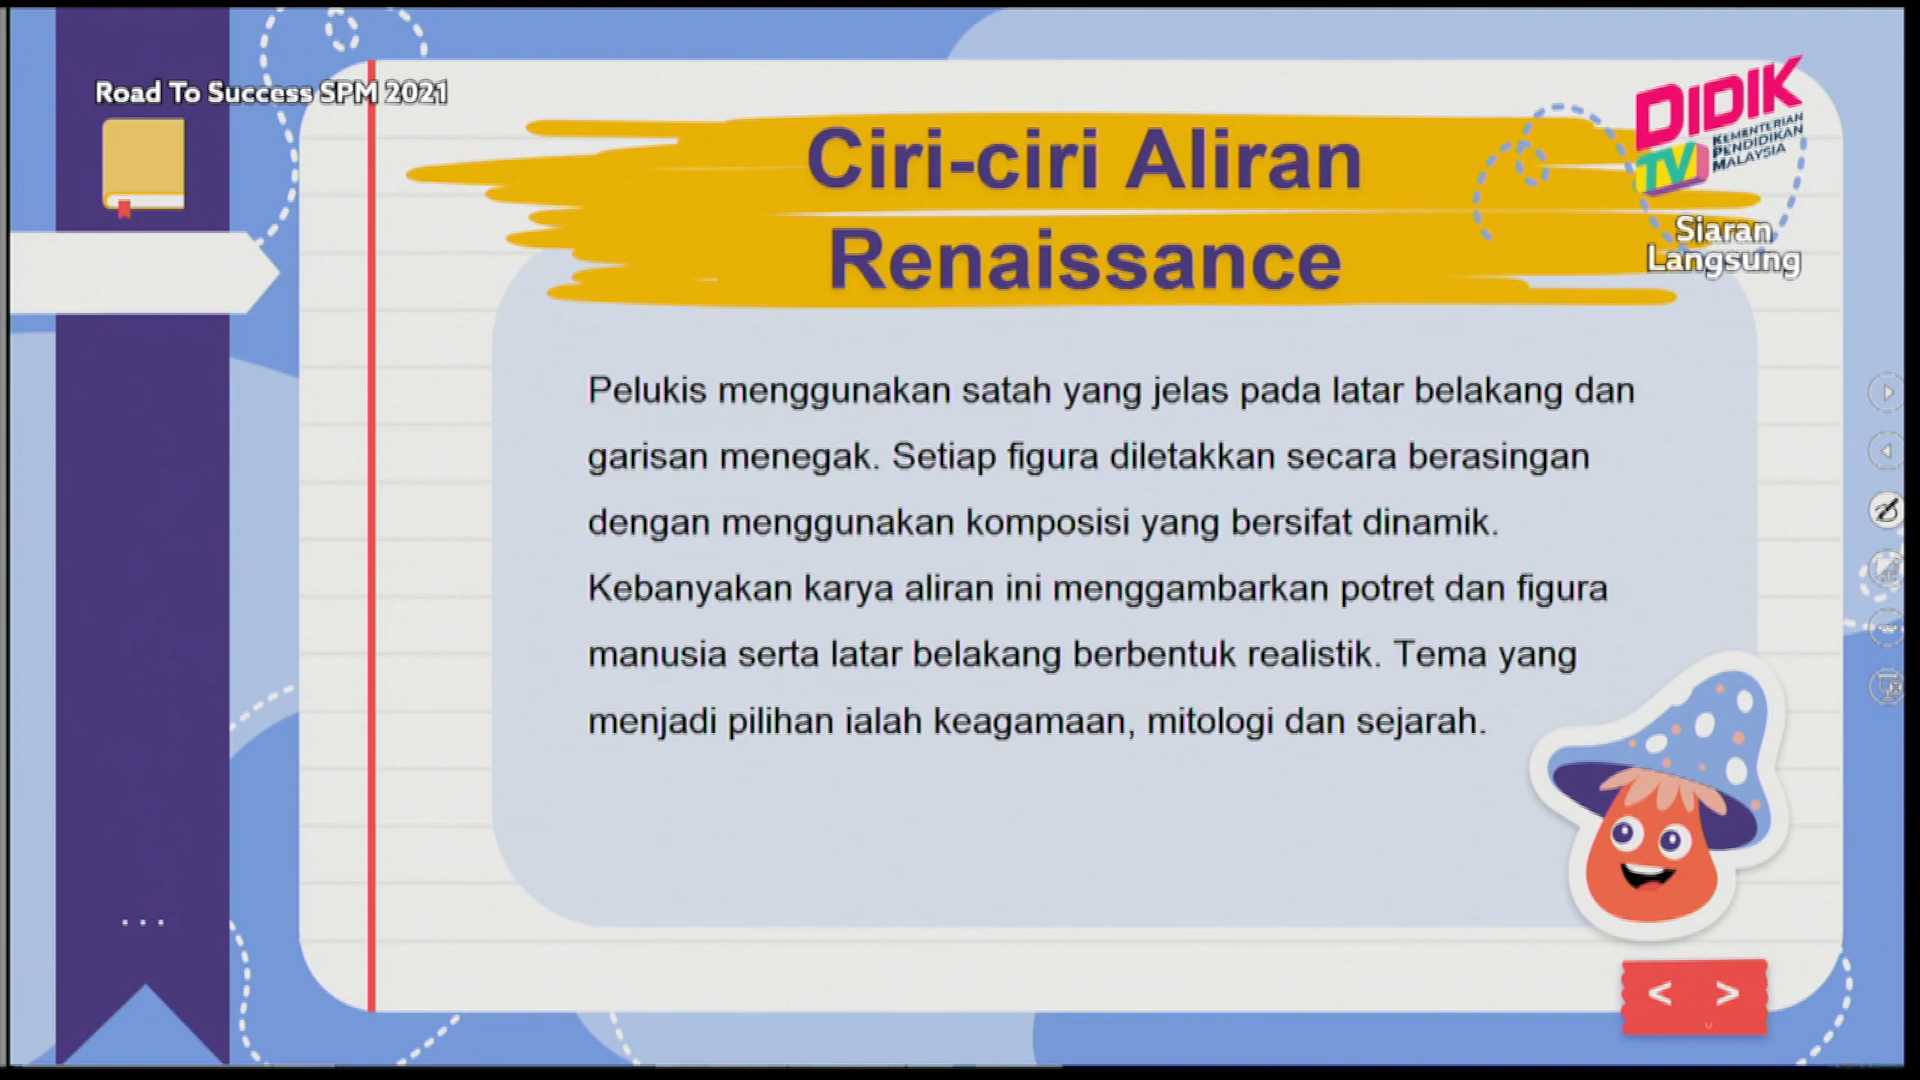 Road To Success SPM 2021
Ciri-ciri Aliran
Renaissance
DIDIK
TV
KEMENTERIAN
PENDIDIKAN
MALAYSIA
Siaran
Langsung
Pelukis menggunakan satah yang jelas pada latar belakang dan
garisan menegak. Setiap figura diletakkan secara berasingan
dengan menggunakan komposisi yang bersifat dinamik.
Kebanyakan karya aliran ini menggambarkan potret dan figura
manusia serta latar belakang berbentuk realistik. Tema yang
menjadi pilihan ialah keagamaan, mitologi dan sejarah.
...
< >